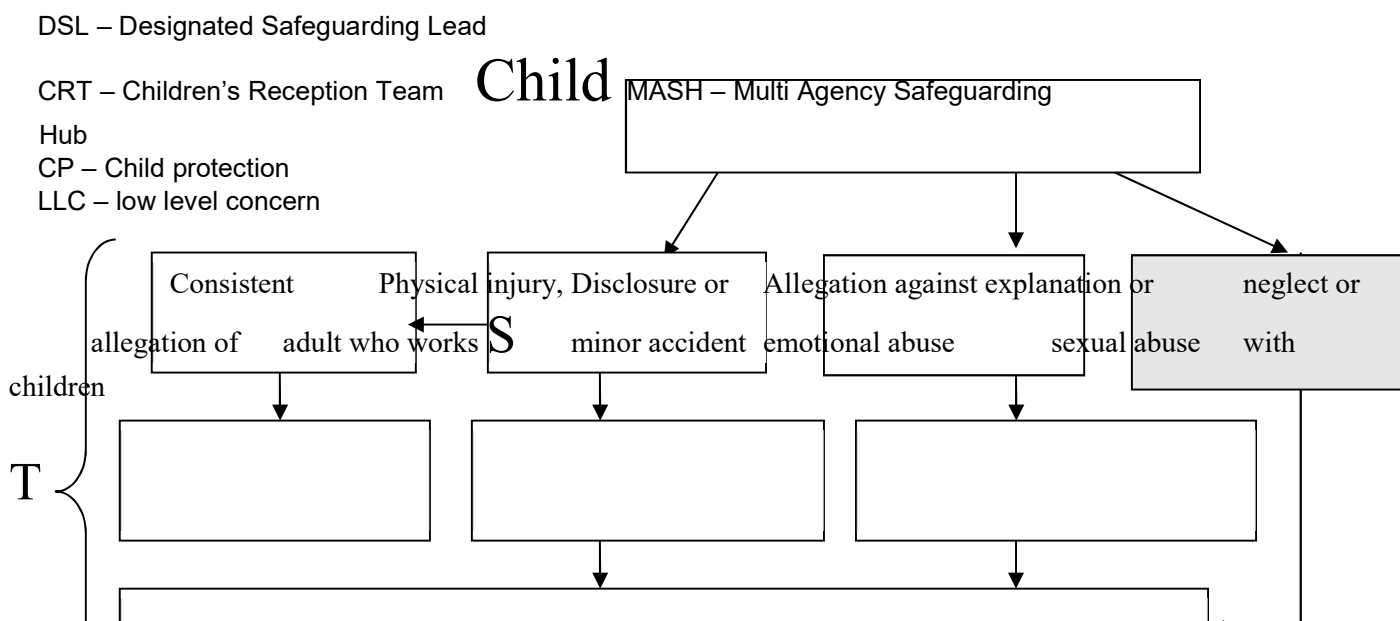 DSL – Designated Safeguarding Lead
CRT – Children's Reception Team Child MASH – Multi Agency Safeguarding
Hub
CP – Child protection
LLC – low level concern
Consistent Physical injury, Disclosure or Allegation against explanation or neglect or
allegation of adult who works S minor accident emotional abuse sexual abuse with
children
T